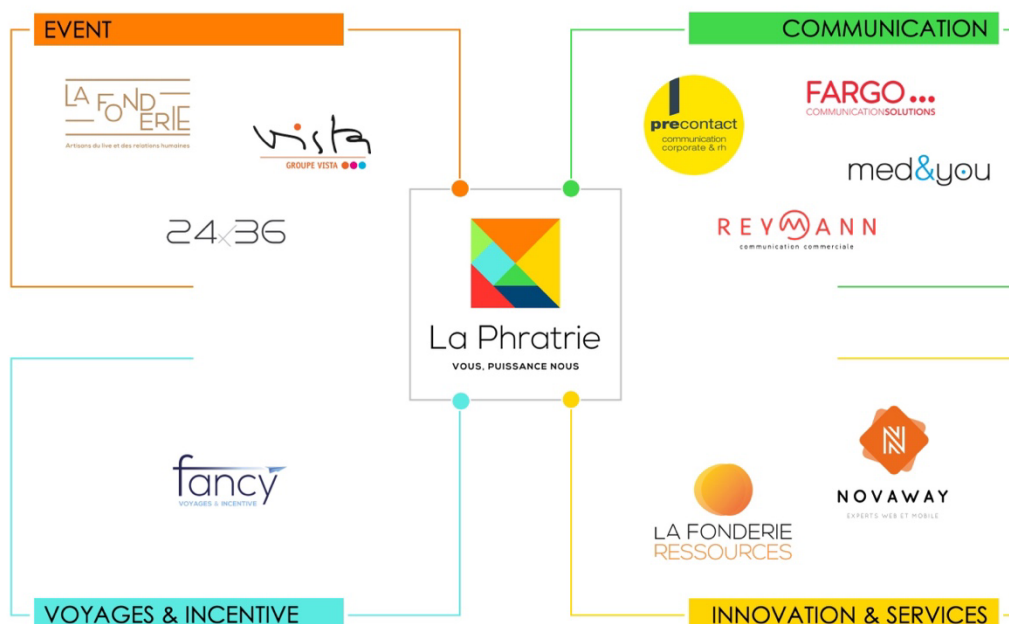 EVENT
LA FONDERIE
Artisans du live et des relations humaines
vista
GROUPE VISTA
24x36
COMMUNICATION
precontact
communication
corporate & rh
FARGO...
COMMUNICATIONSOLUTIONS
med&you
REYMANN
communication commerciale
La Phratrie
VOUS, PUISSANCE NOUS
fancy
VOYAGES & INCENTIVE
VOYAGES & INCENTIVE
LA FONDERIE
RESSOURCES
N
NOVAWAY
EXPERTS WEB ET MOBILE
INNOVATION & SERVICES